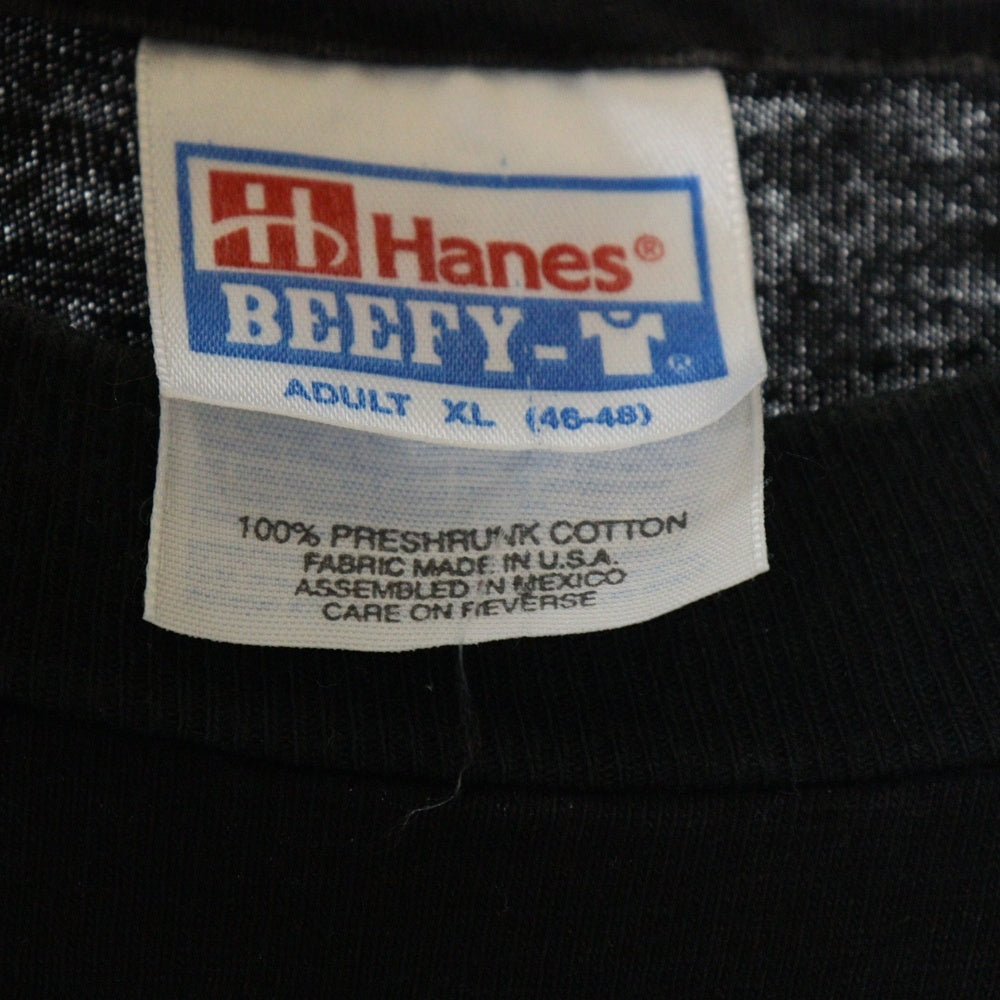 Hanes®
BEEFY-T®
ADULT XL (46-48)
100% PRESHRUNK COTTON
FABRIC MADE IN U.S.A.
ASSEMBLED IN MEXICO
CARE ON REVERSE